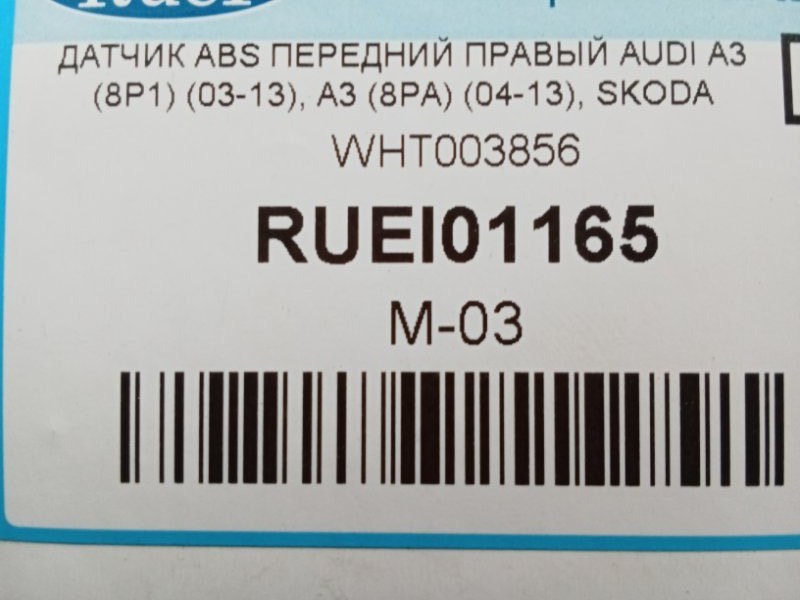 ДАТЧИК ABS ПЕРЕДНИЙ ПРАВЫЙ AUDI A3
(8P1) (03-13), A3 (8PA) (04-13), SKODA
WHT003856
RUEI01165
M-03